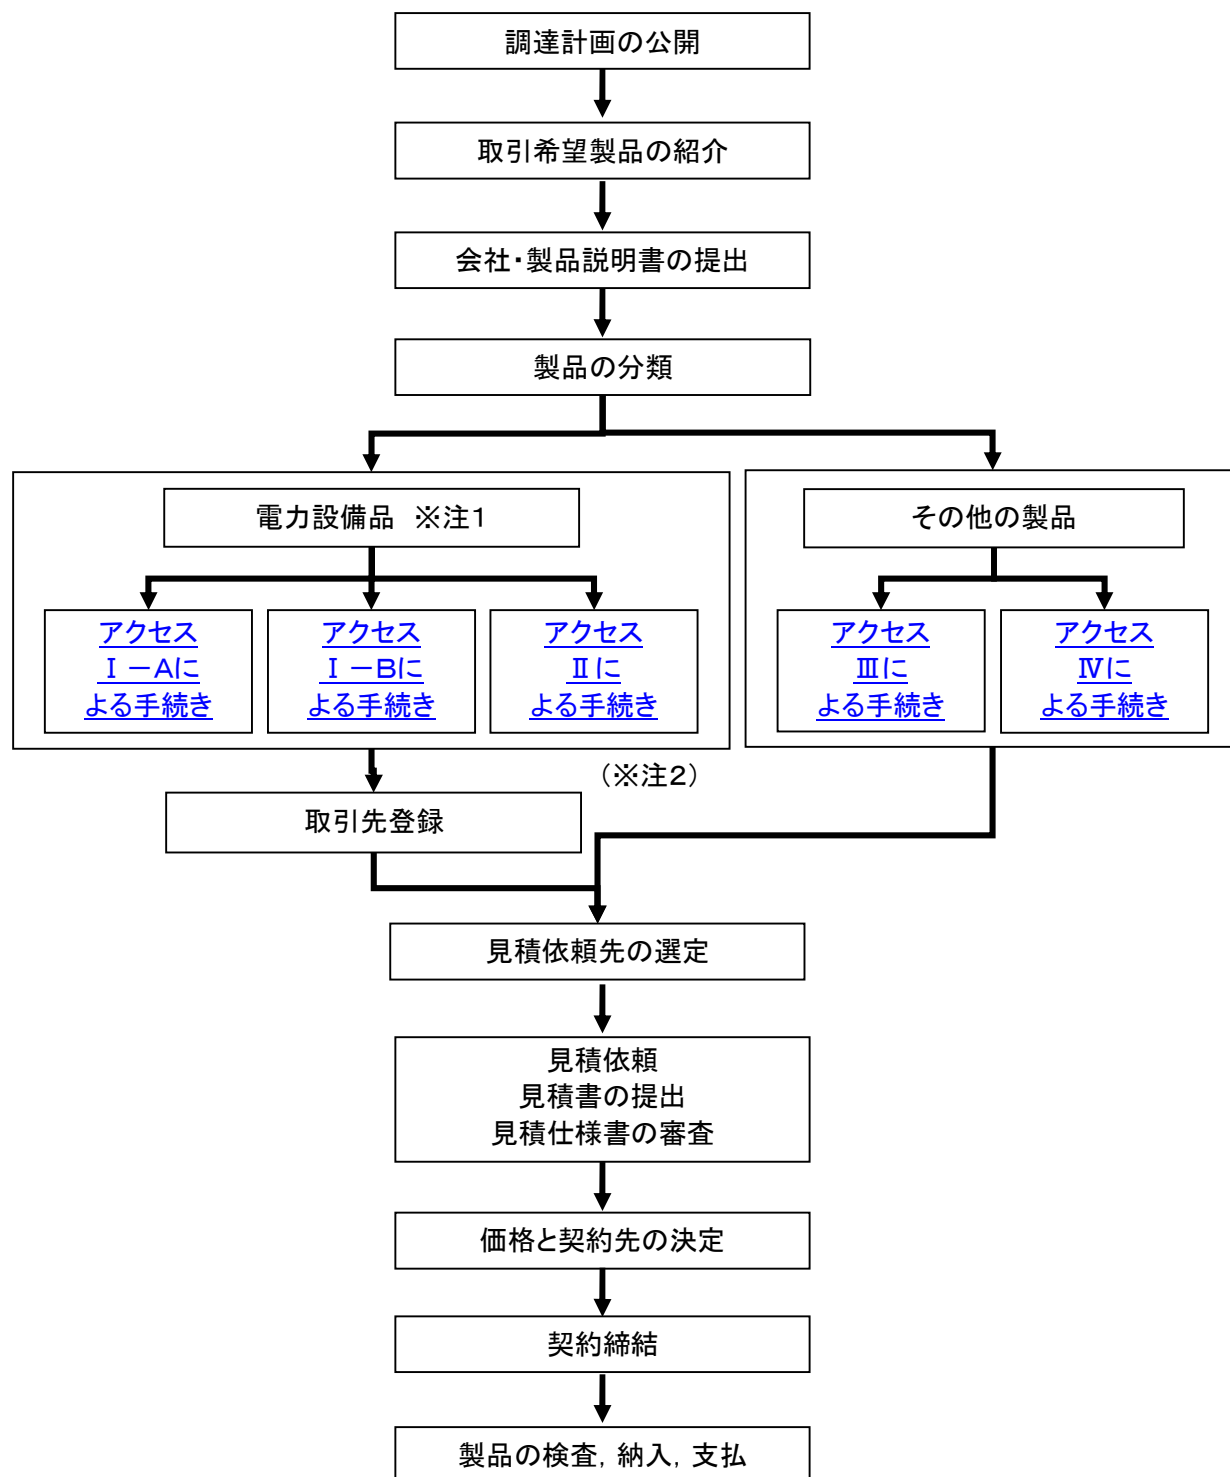 調達計画の公開
取引希望製品の紹介
会社・製品説明書の提出
製品の分類
電力設備品 ※注1
アクセス
Ⅰ－Aに
よる手続き
アクセス
Ⅰ－Bに
よる手続き
アクセス
Ⅱに
よる手続き
その他の製品
アクセス
Ⅲに
よる手続き
アクセス
Ⅳに
よる手続き
（※注2）
取引先登録
見積依頼先の選定
見積依頼
見積書の提出
見積仕様書の審査
価格と契約先の決定
契約締結
製品の検査，納入，支払